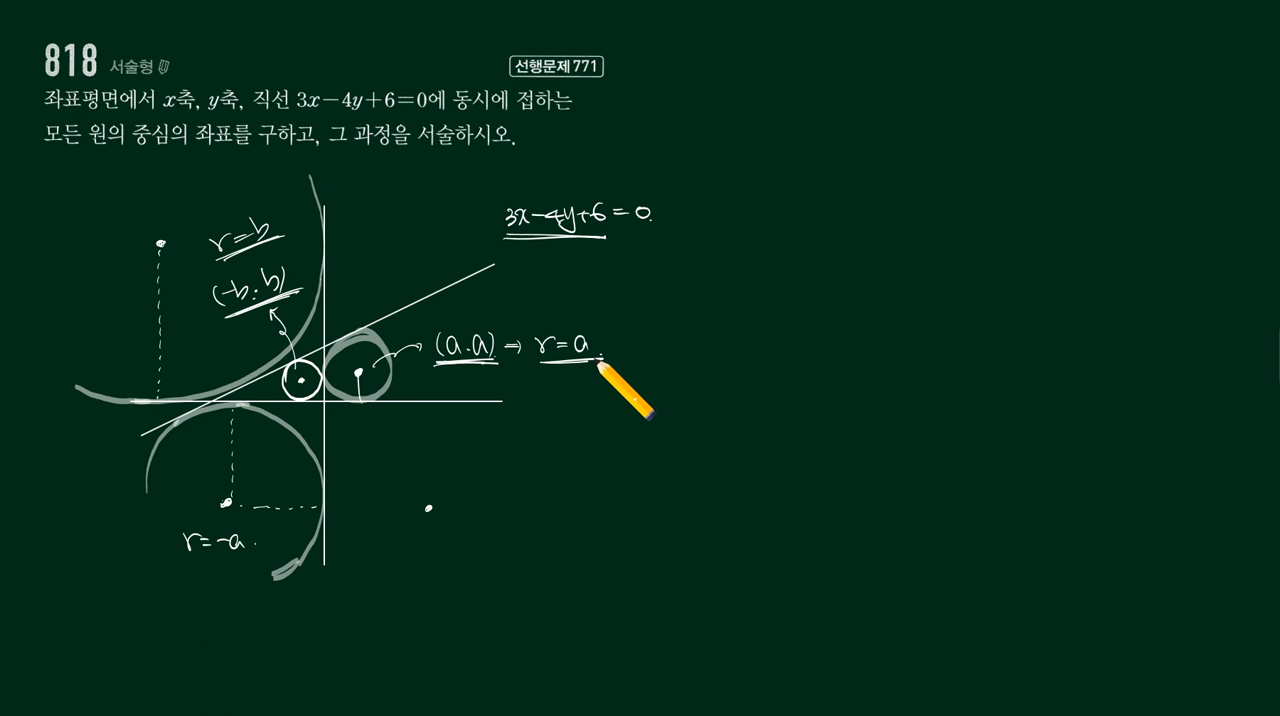 818 서술형
선행문제 771
좌표평면에서 x축, y축, 직선 3x-4y+6=0에 동시에 접하는
모든 원의 중심의 좌표를 구하고, 그 과정을 서술하시오.
3x-4y+6=0.
r=b
(-b.b)
(a.a) ⇒ r=a.
r=-a.